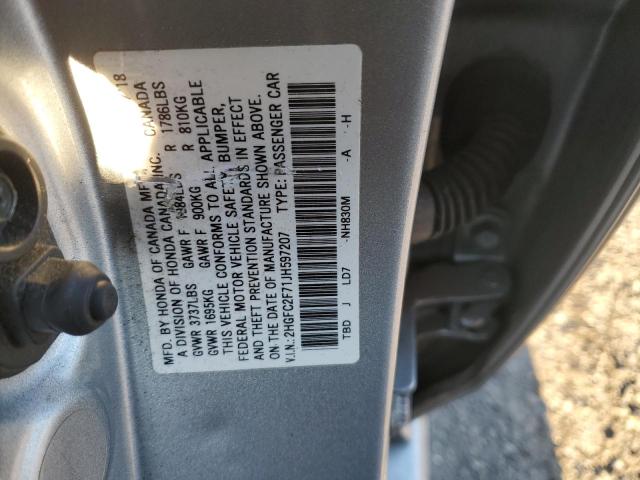 MFD. BY HONDA OF CANADA MFG. 18
A DIVISION OF HONDA CANADA INC. CANADA
GVWR 3737LBS GAWR F LBS R 1786LBS
GVWR 1695KG GAWR F 900KG R 810KG
THIS VEHICLE CONFORMS TO ALL APPLICABLE
FEDERAL MOTOR VEHICLE SAFETY, BUMPER,
AND THEFT PREVENTION STANDARDS IN EFFECT
ON THE DATE OF MANUFACTURE SHOWN ABOVE.
V.I.N.: 2HGFC2F71JH597207 TYPE: PASSENGER CAR
TBD J LD7 -NH830M -A -H